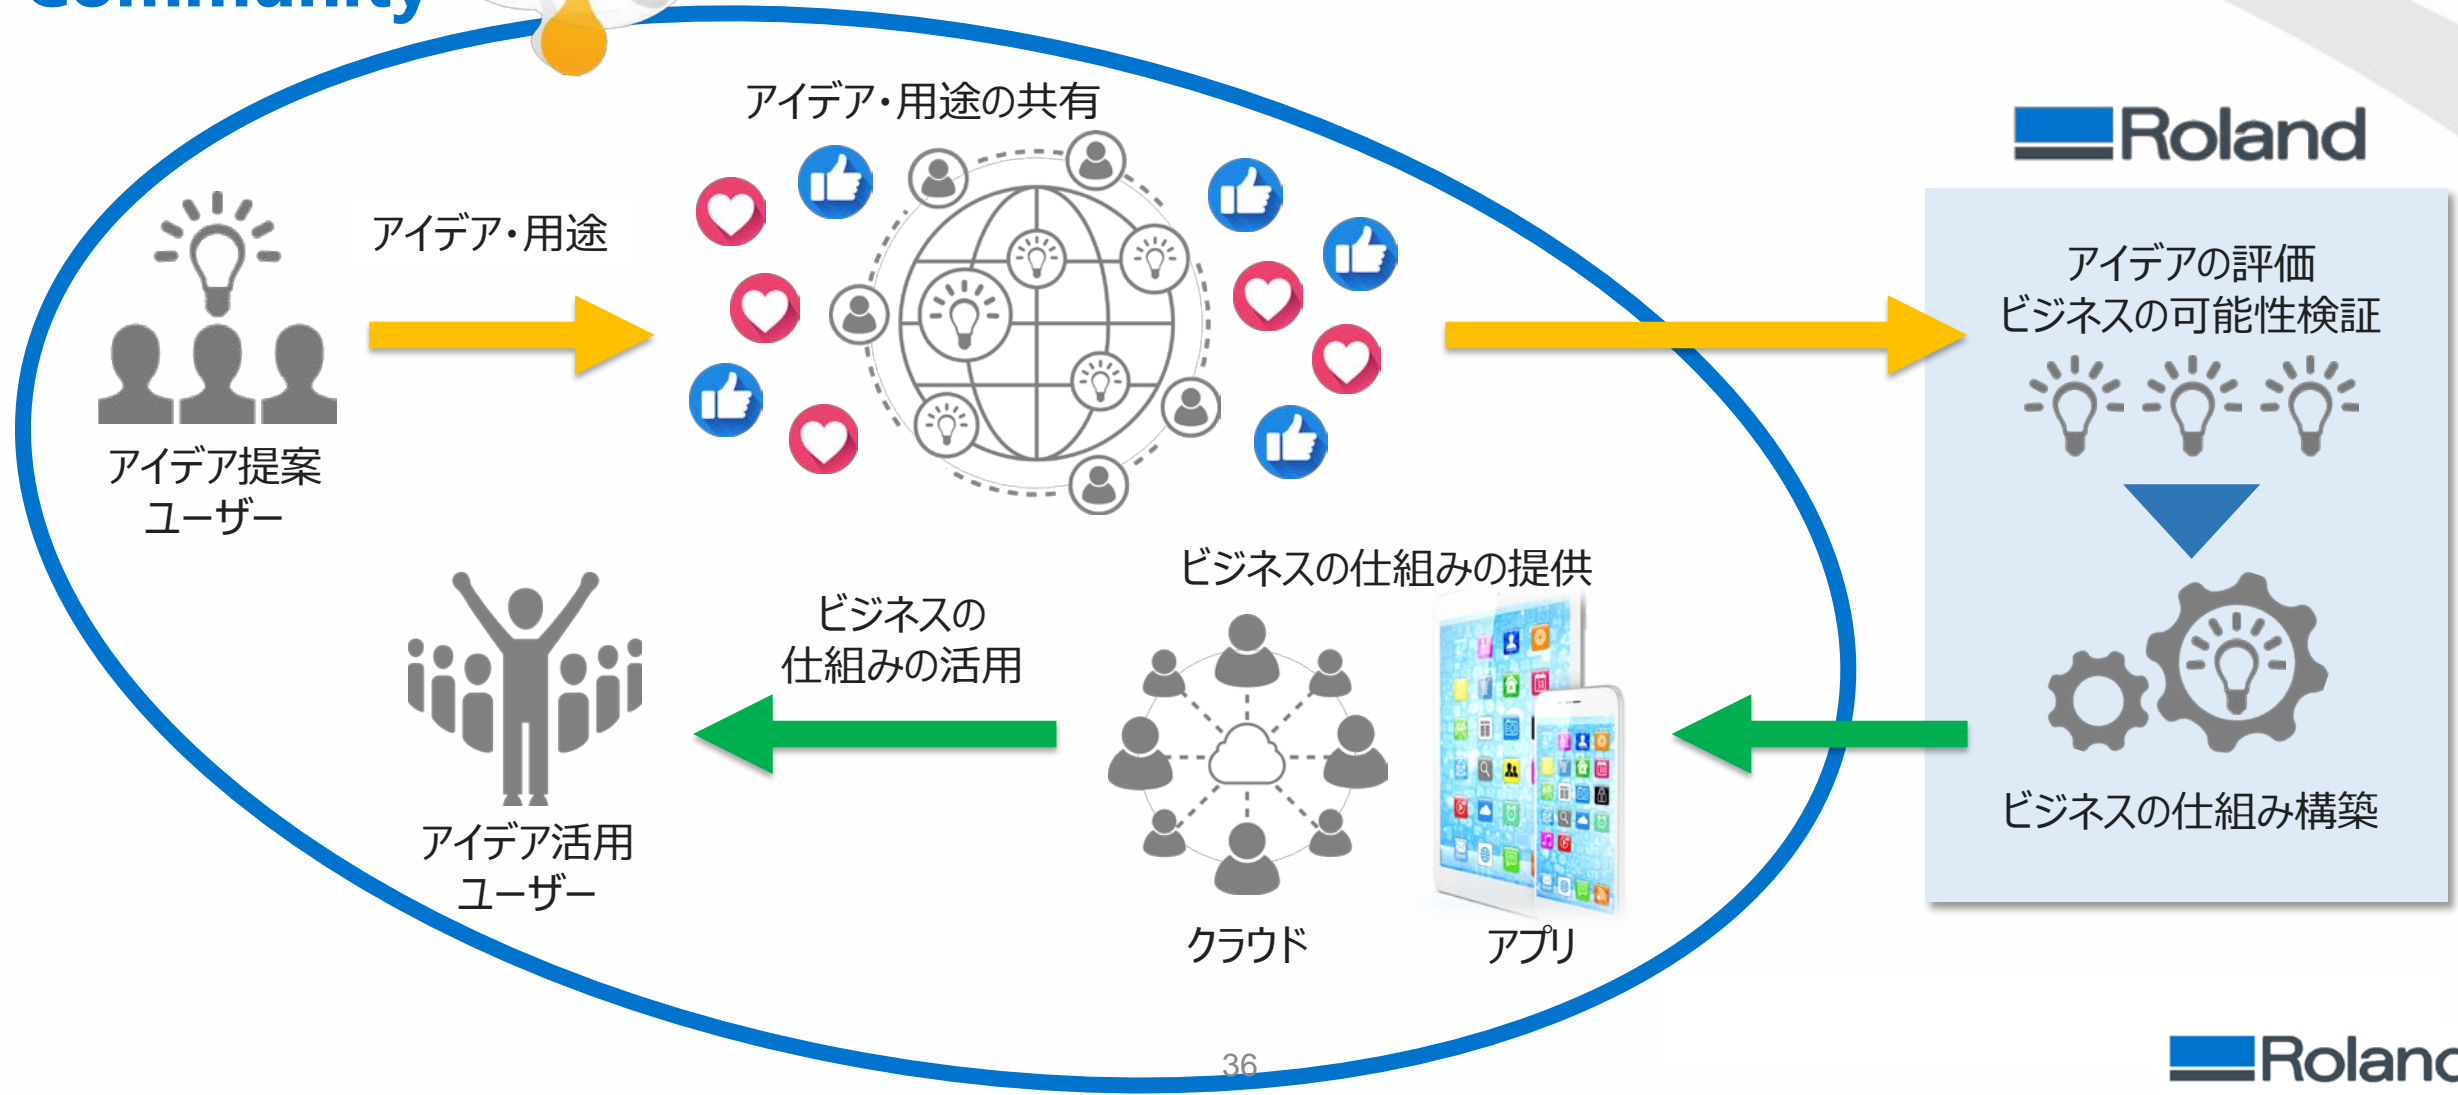 Community
アイデア・用途の共有
Roland
アイデア・用途
アイデアの評価
ビジネスの可能性検証
アイデア提案
ユーザー
ビジネスの仕組みの提供
ビジネスの
仕組みの活用
ビジネスの仕組み構築
アイデア活用
ユーザー
クラウド
アプリ
36
Roland